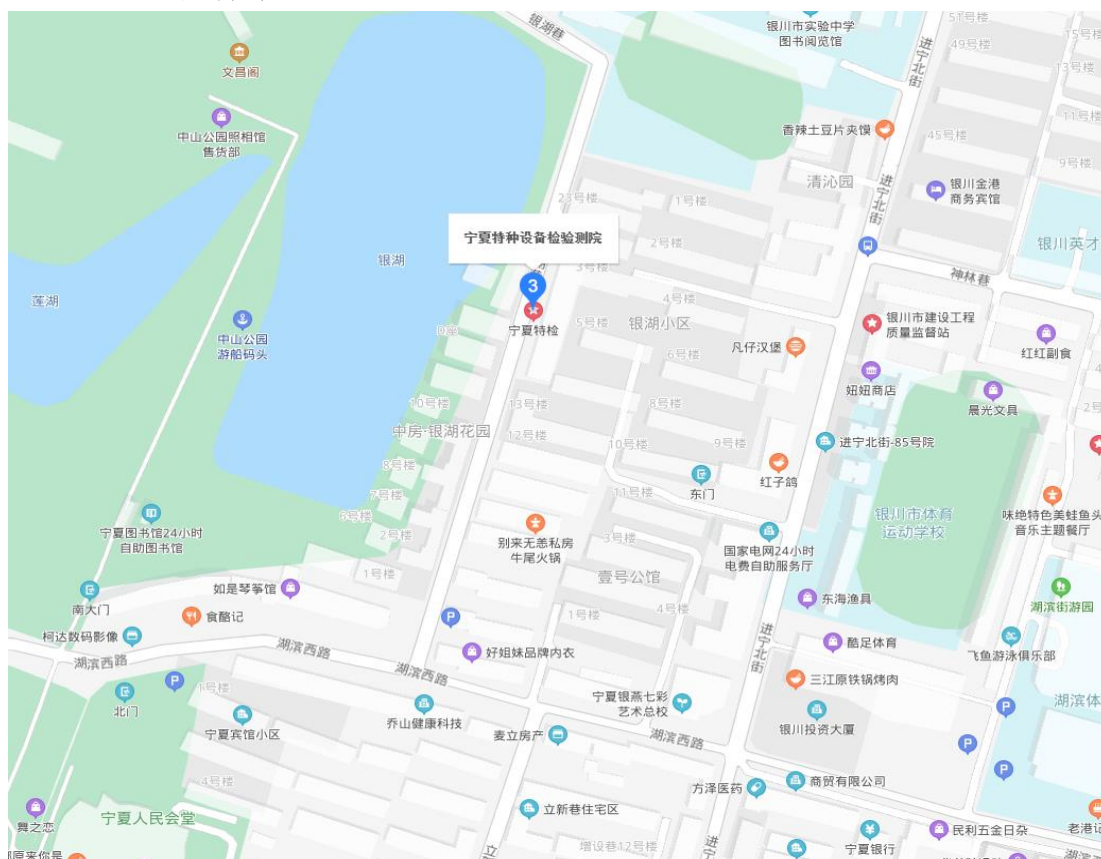 银湖巷
银川市实验中学
图书阅览馆
进宁北街
51号楼
49号楼
15号楼
13号楼
文昌阁
中山公园照相馆
售货部
香辣土豆片夹馍
45号楼
11号楼
9号楼
清沁园
进宁北街
银川金港
商务宾馆
23号楼
1号楼
宁夏特种设备检验测院
2号楼
银川英才
银湖
3号楼
3
神林巷
莲湖
4号楼
中山公园
游船码头
宁夏特检
5号楼
银湖小区
银川市建设工程
质量监督站
凡仔汉堡
6号楼
红红副食
妞妞商店
晨光文具
10号楼
13号楼
8号楼
中房·银湖花园
12号楼
10号楼
9号楼
进宁北街-85号院
8号楼
东门
红子鸽
7号楼
11号楼
6号楼
宁夏图书馆24小时
自助图书馆
2号楼
别来无恙私房
牛尾火锅
3号楼
国家电网24小时
电费自助服务厅
银川市体育
运动学校
味绝特色美蛙鱼头
音乐主题餐厅
1号楼
壹号公馆
南大门
如是琴筝馆
东海渔具
湖滨街游园
食醅记
P
1号楼
4号楼
柯达数码影像
湖滨西路
好姐妹品牌内衣
进宁北街
酷足体育
飞鱼游泳俱乐部
湖滨西路
湖滨西路
P
三江原铁锅烤肉
北门
1号楼
宁夏银燕七彩
艺术总校
湖滨体
P
宁夏宾馆小区
乔山健康科技
麦立房产
湖滨西路
银川投资大厦
P
P
4号楼
方泽医药
商贸有限公司
舞之恋
宁夏人民会堂
立新巷住宅区
民利五金日杂
老港记
增设巷12号楼
宁夏银行